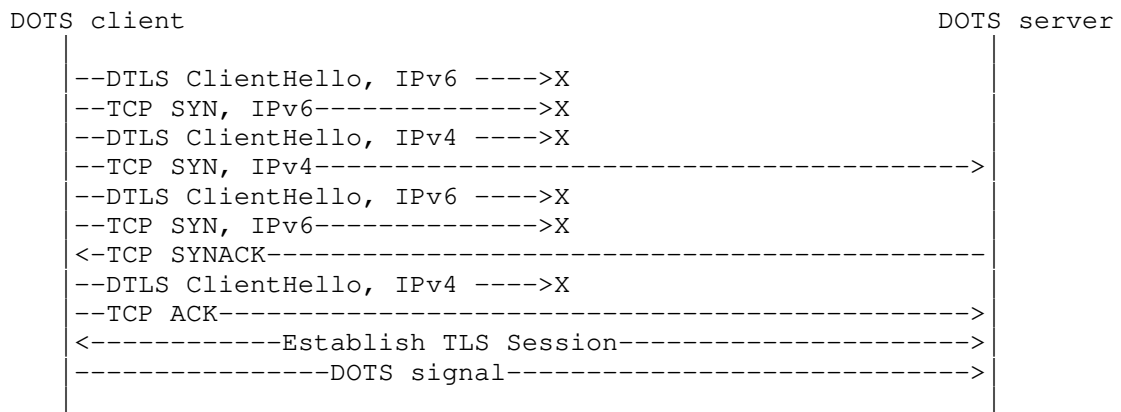 DOTS client DOTS server
|--DTLS ClientHello, IPv6 ---->X |
|--TCP SYN, IPv6-------------->X |
|--DTLS ClientHello, IPv4 ---->X |
|--TCP SYN, IPv4----------------------------------------->|
|--DTLS ClientHello, IPv6 ---->X |
|--TCP SYN, IPv6-------------->X |
|<-TCP SYNACK---------------------------------------------|
|--DTLS ClientHello, IPv4 ---->X |
|--TCP ACK----------------------------------------------->|
|<------------Establish TLS Session---------------------->|
|----------------DOTS signal----------------------------->|